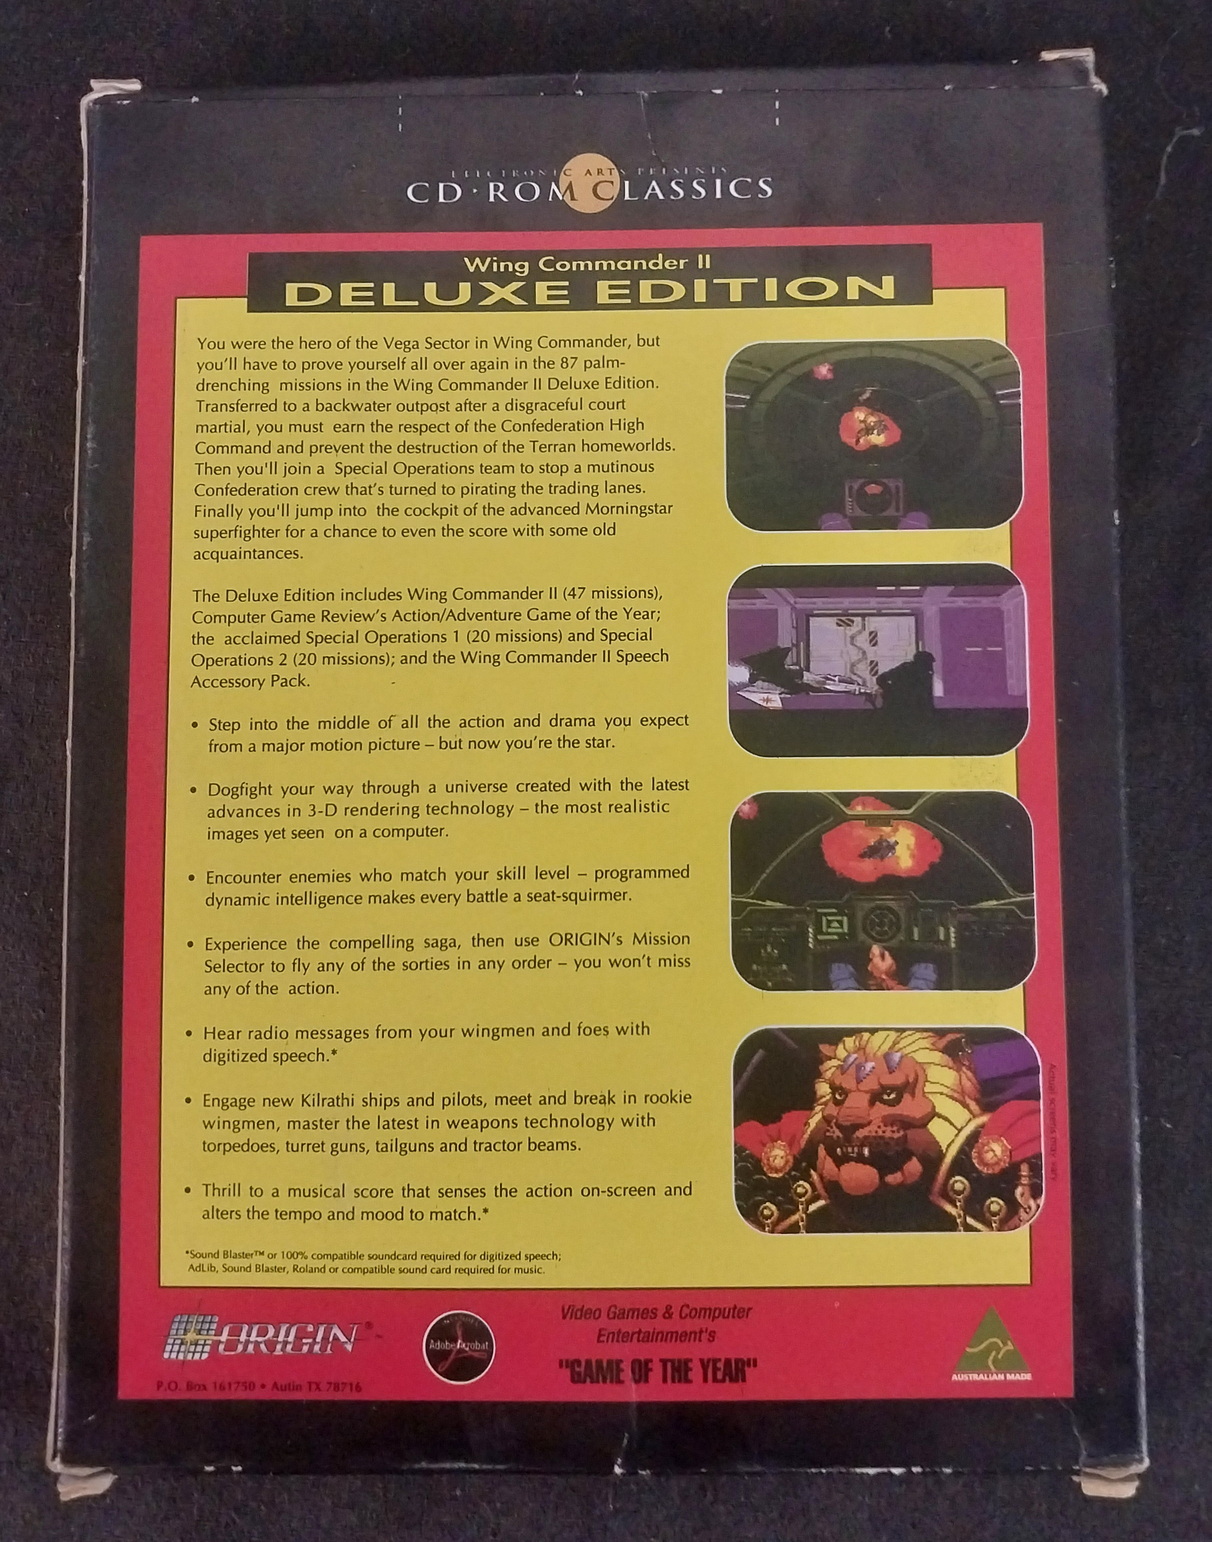 ELECTRONIC ARTS PRESENTS
CD·ROM CLASSICS
Wing Commander II
DELUXE EDITION
You were the hero of the Vega Sector in Wing Commander, but
you'll have to prove yourself all over again in the 87 palm-
drenching missions in the Wing Commander II Deluxe Edition.
Transferred to a backwater outpost after a disgraceful court
martial, you must earn the respect of the Confederation High
Command and prevent the destruction of the Terran homeworlds.
Then you'll join a Special Operations team to stop a mutinous
Confederation crew that's turned to pirating the trading lanes.
Finally you'll jump into the cockpit of the advanced Morningstar
superfighter for a chance to even the score with some old
acquaintances.
The Deluxe Edition includes Wing Commander II (47 missions),
Computer Game Review's Action/Adventure Game of the Year;
the acclaimed Special Operations 1 (20 missions) and Special
Operations 2 (20 missions); and the Wing Commander II Speech
Accessory Pack.
• Step into the middle of all the action and drama you expect
from a major motion picture – but now you're the star.
• Dogfight your way through a universe created with the latest
advances in 3-D rendering technology – the most realistic
images yet seen on a computer.
• Encounter enemies who match your skill level – programmed
dynamic intelligence makes every battle a seat-squirmer.
• Experience the compelling saga, then use ORIGIN's Mission
Selector to fly any of the sorties in any order – you won't miss
any of the action.
• Hear radio messages from your wingmen and foes with
digitized speech.*
• Engage new Kilrathi ships and pilots, meet and break in rookie
wingmen, master the latest in weapons technology with
torpedoes, turret guns, tailguns and tractor beams.
• Thrill to a musical score that senses the action on-screen and
alters the tempo and mood to match.*
*Sound Blaster™ or 100% compatible soundcard required for digitized speech;
AdLib, Sound Blaster, Roland or compatible sound card required for music.
Actual screens may vary
ORIGIN®
P.O. Box 161750 • Autin TX 78716
Adobe Acrobat
Video Games & Computer
Entertainment's
"GAME OF THE YEAR"
AUSTRALIAN MADE